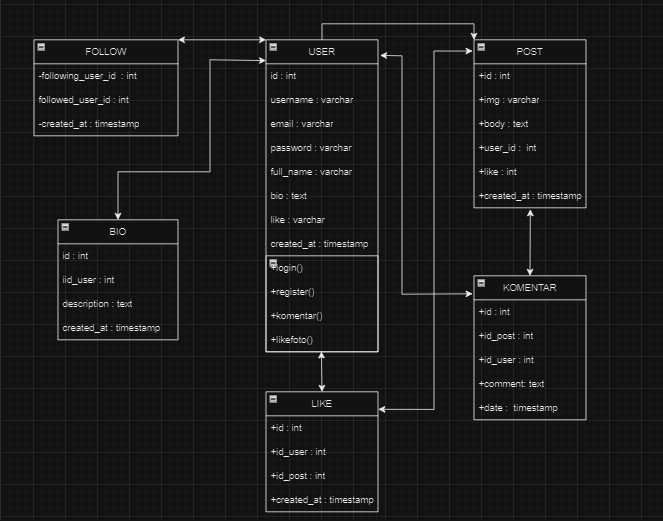 FOLLOW
-following_user_id : int
followed_user_id : int
-created_at : timestamp
USER
id : int
username : varchar
email : varchar
password : varchar
full_name : varchar
bio : text
like : varchar
created_at : timestamp
+login()
+register()
+komentar()
+likefoto()
POST
+id : int
+img : varchar
+body : text
+user_id : int
+like : int
+created_at : timestamp
BIO
id : int
iid_user : int
description : text
created_at : timestamp
KOMENTAR
+id : int
+id_post : int
+id_user : int
+comment: text
+date : timestamp
LIKE
+id : int
+id_user : int
+id_post : int
+created_at : timestamp